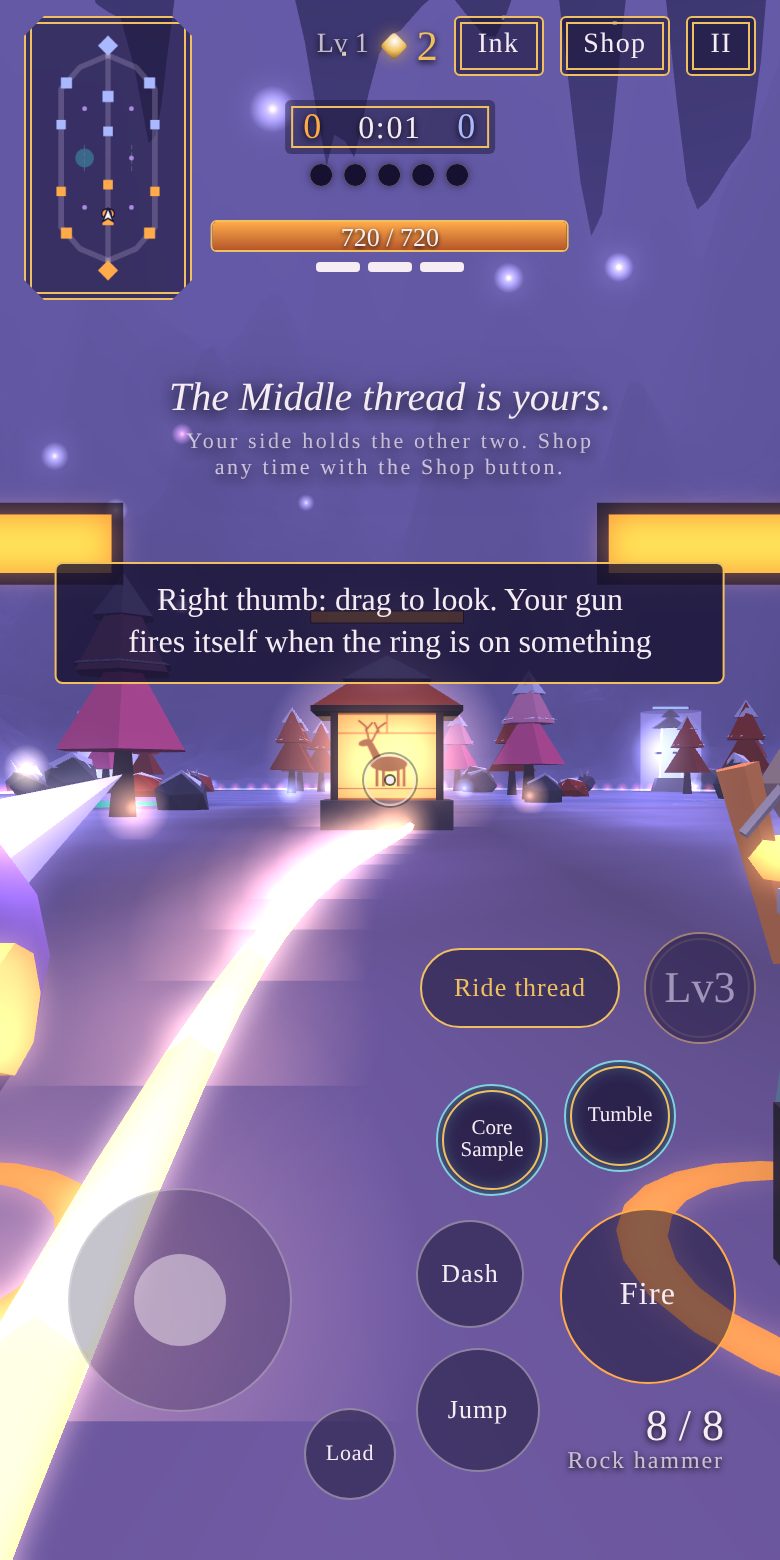 Lv 1 2 Ink Shop II
0 0:01 0
720 / 720
The Middle thread is yours.
Your side holds the other two. Shop
any time with the Shop button.
Right thumb: drag to look. Your gun
fires itself when the ring is on something
Ride thread Lv3
Core
Sample
Tumble
Dash
Fire
Jump
Load
8 / 8
Rock hammer